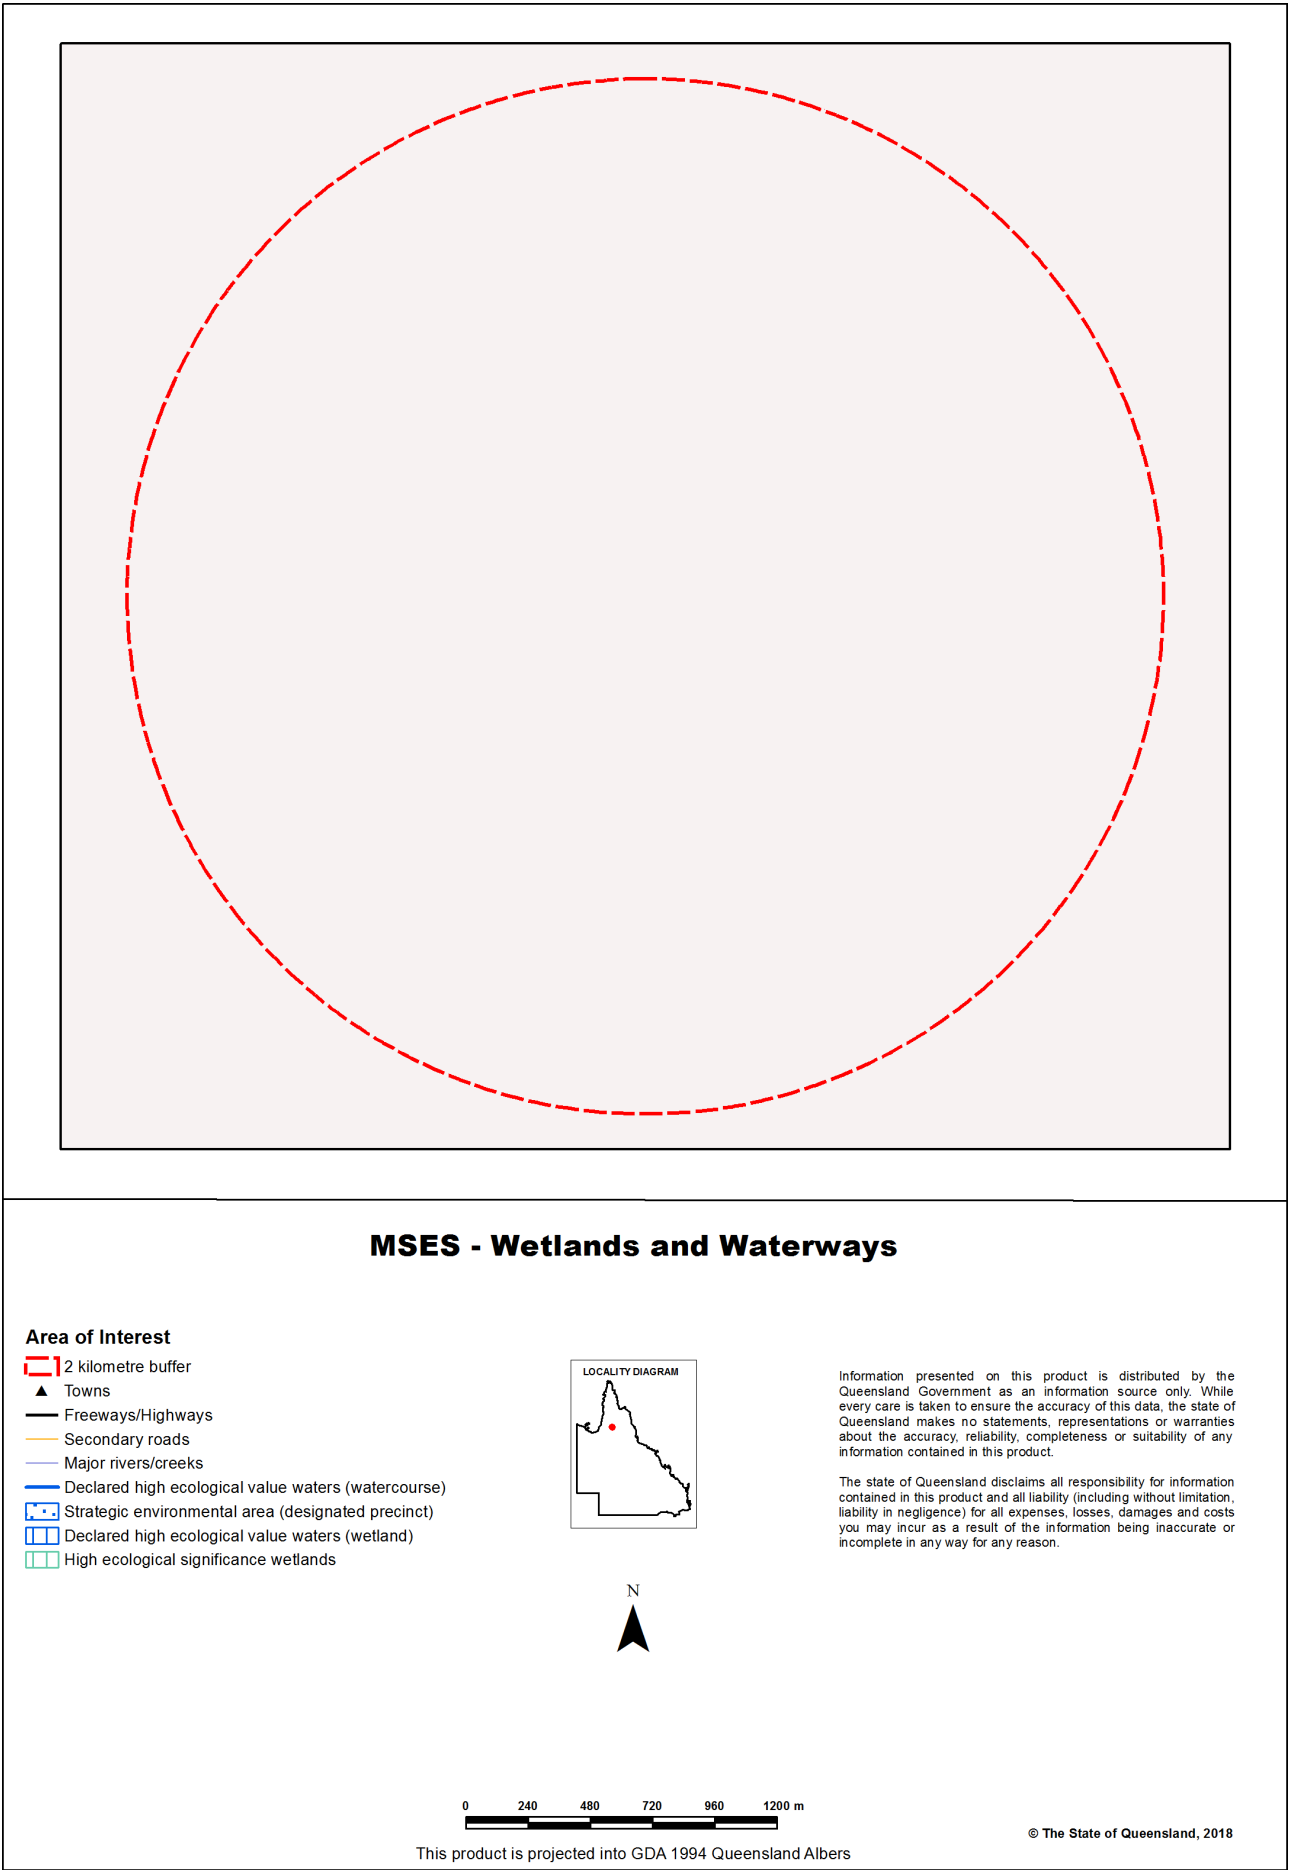 MSES - Wetlands and Waterways
Area of Interest
2 kilometre buffer
Towns
Freeways/Highways
Secondary roads
Major rivers/creeks
Declared high ecological value waters (watercourse)
Strategic environmental area (designated precinct)
Declared high ecological value waters (wetland)
High ecological significance wetlands
LOCALITY DIAGRAM
N
Information presented on this product is distributed by the
Queensland Government as an information source only. While
every care is taken to ensure the accuracy of this data, the state of
Queensland makes no statements, representations or warranties
about the accuracy, reliability, completeness or suitability of any
information contained in this product.
The state of Queensland disclaims all responsibility for information
contained in this product and all liability (including without limitation,
liability in negligence) for all expenses, losses, damages and costs
you may incur as a result of the information being inaccurate or
incomplete in any way for any reason.
0 240 480 720 960 1200 m
This product is projected into GDA 1994 Queensland Albers
© The State of Queensland, 2018